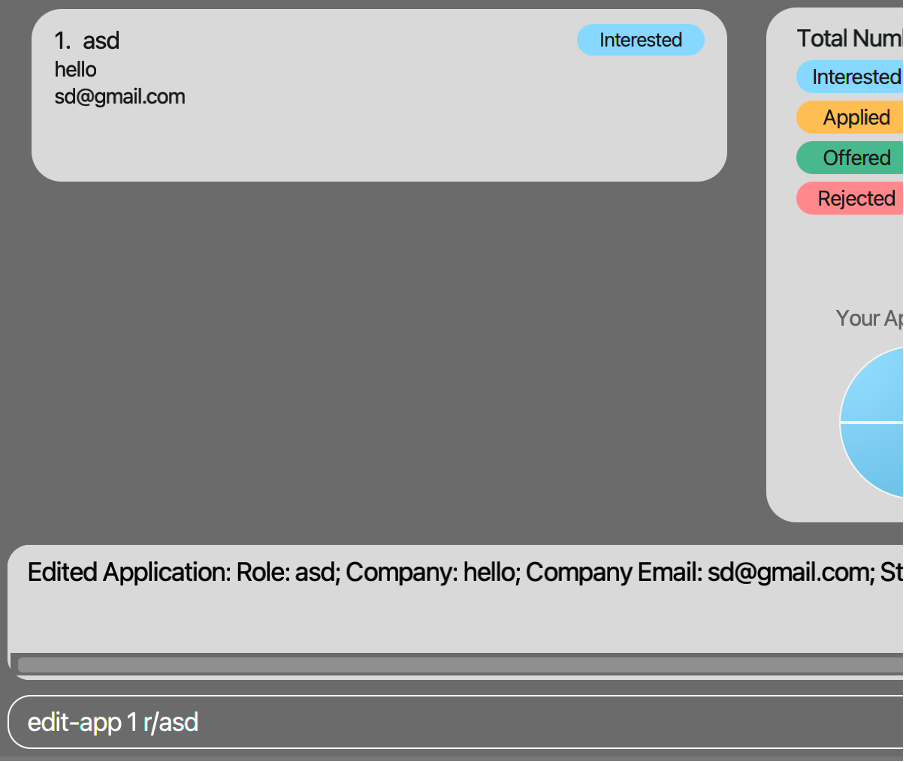 1. asd
Interested
hello
sd@gmail.com
Total Num
Interested
Applied
Offered
Rejected
Your Ap
Edited Application: Role: asd; Company: hello; Company Email: sd@gmail.com; St
edit-app 1 r/asd